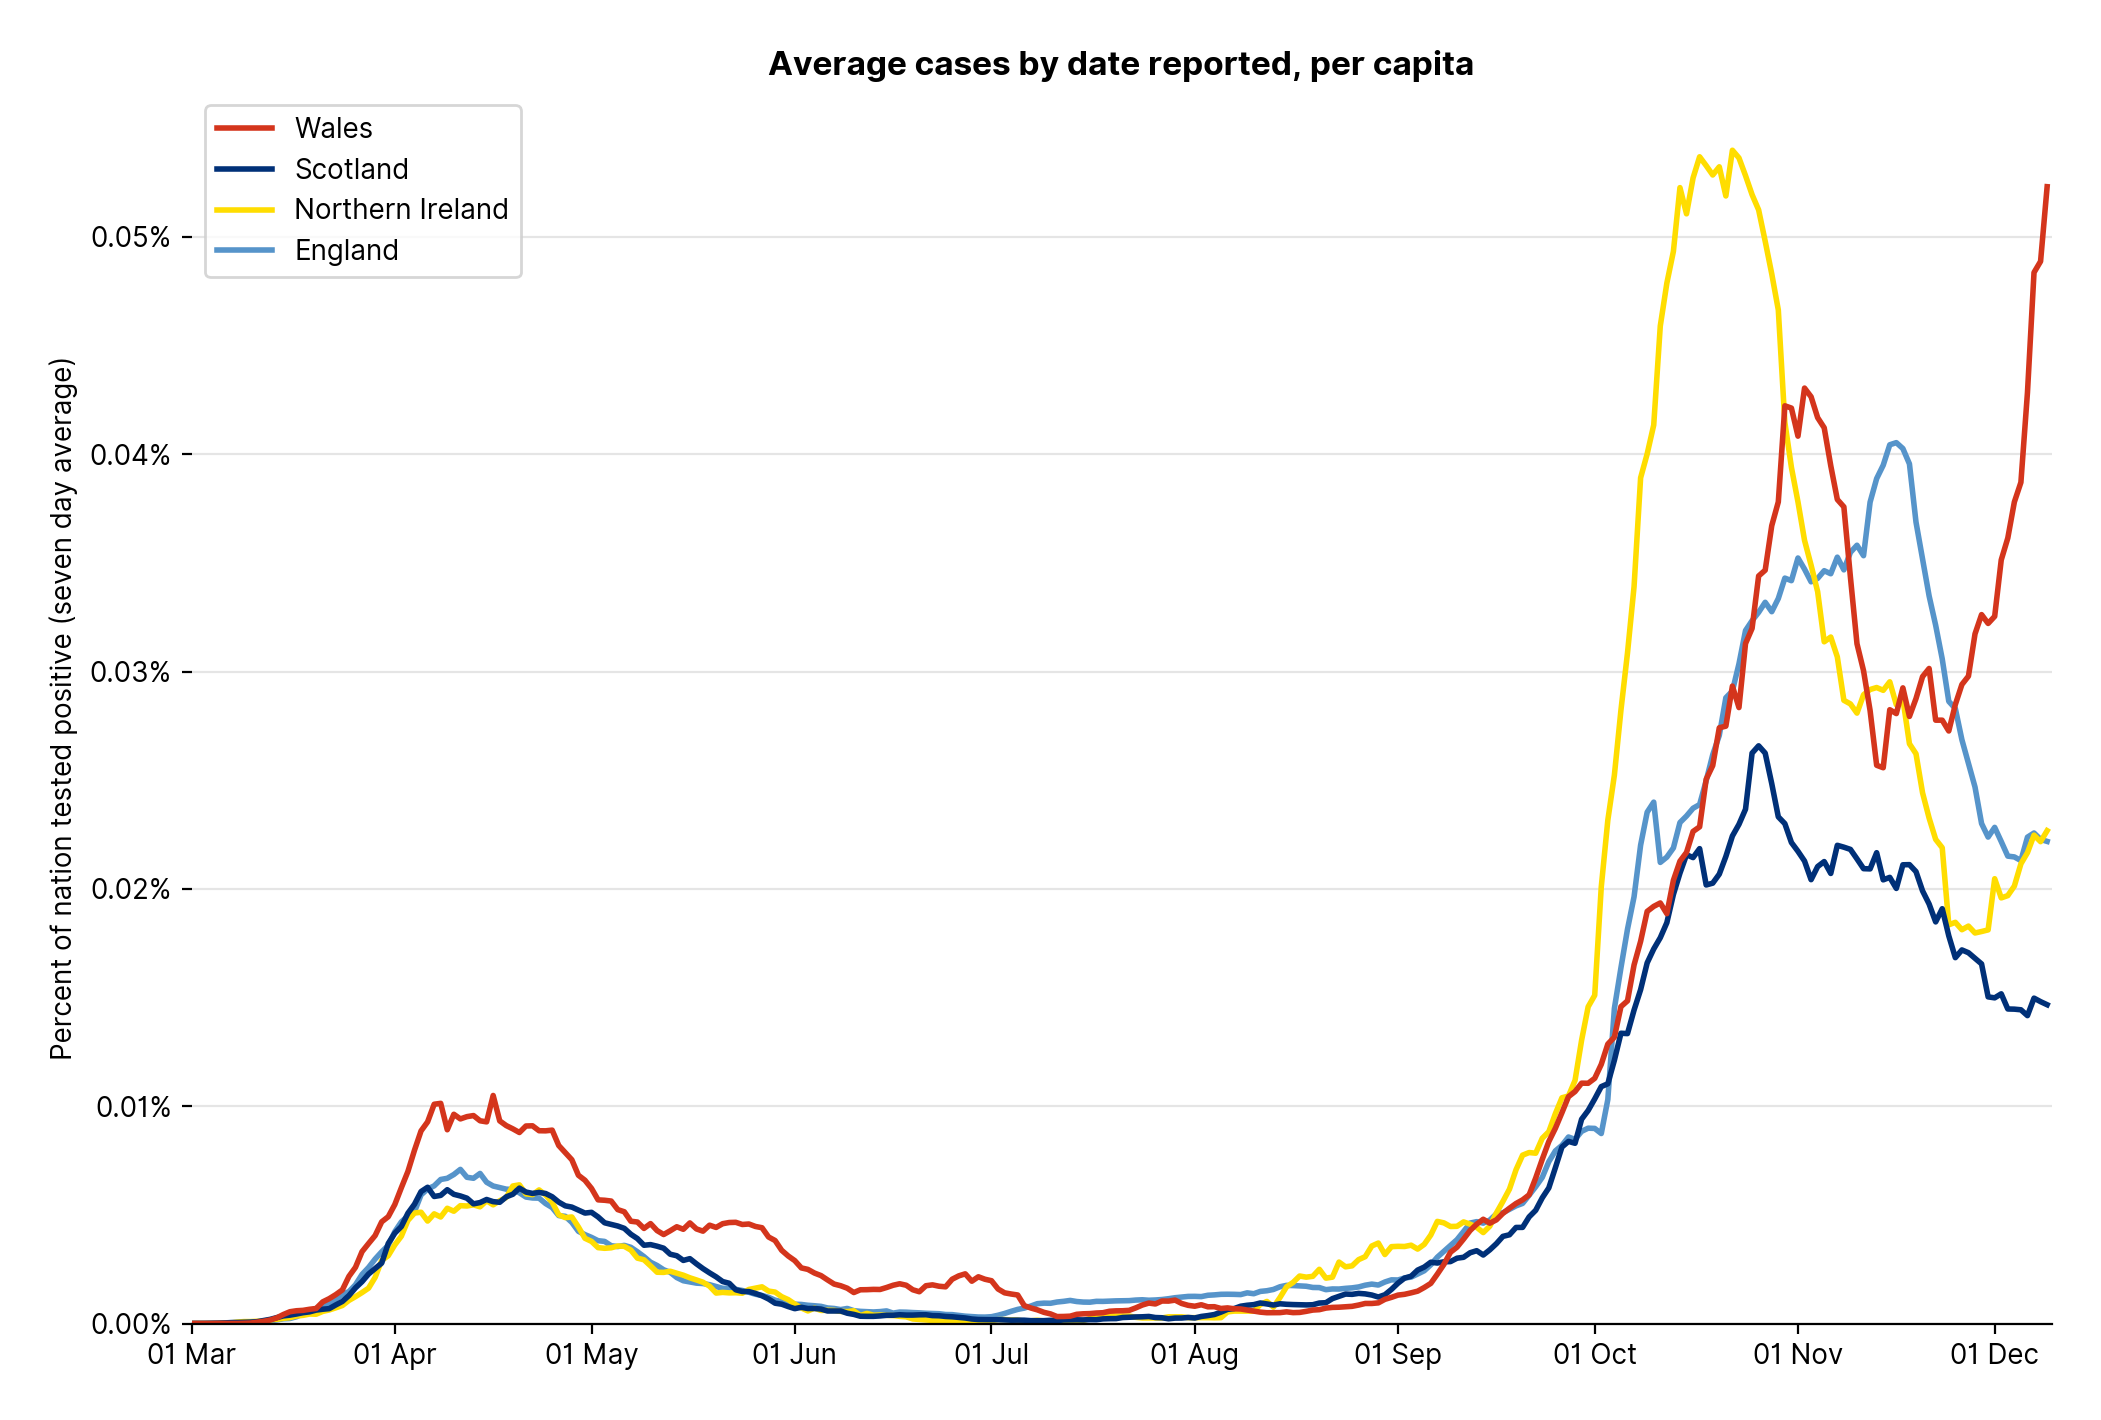 Average cases by date reported, per capita
Wales
Scotland
Northern Ireland
England
Percent of nation tested positive (seven day average)
0.05%
0.04%
0.03%
0.02%
0.01%
0.00%
01 Mar
01 Apr
01 May
01 Jun
01 Jul
01 Aug
01 Sep
01 Oct
01 Nov
01 Dec